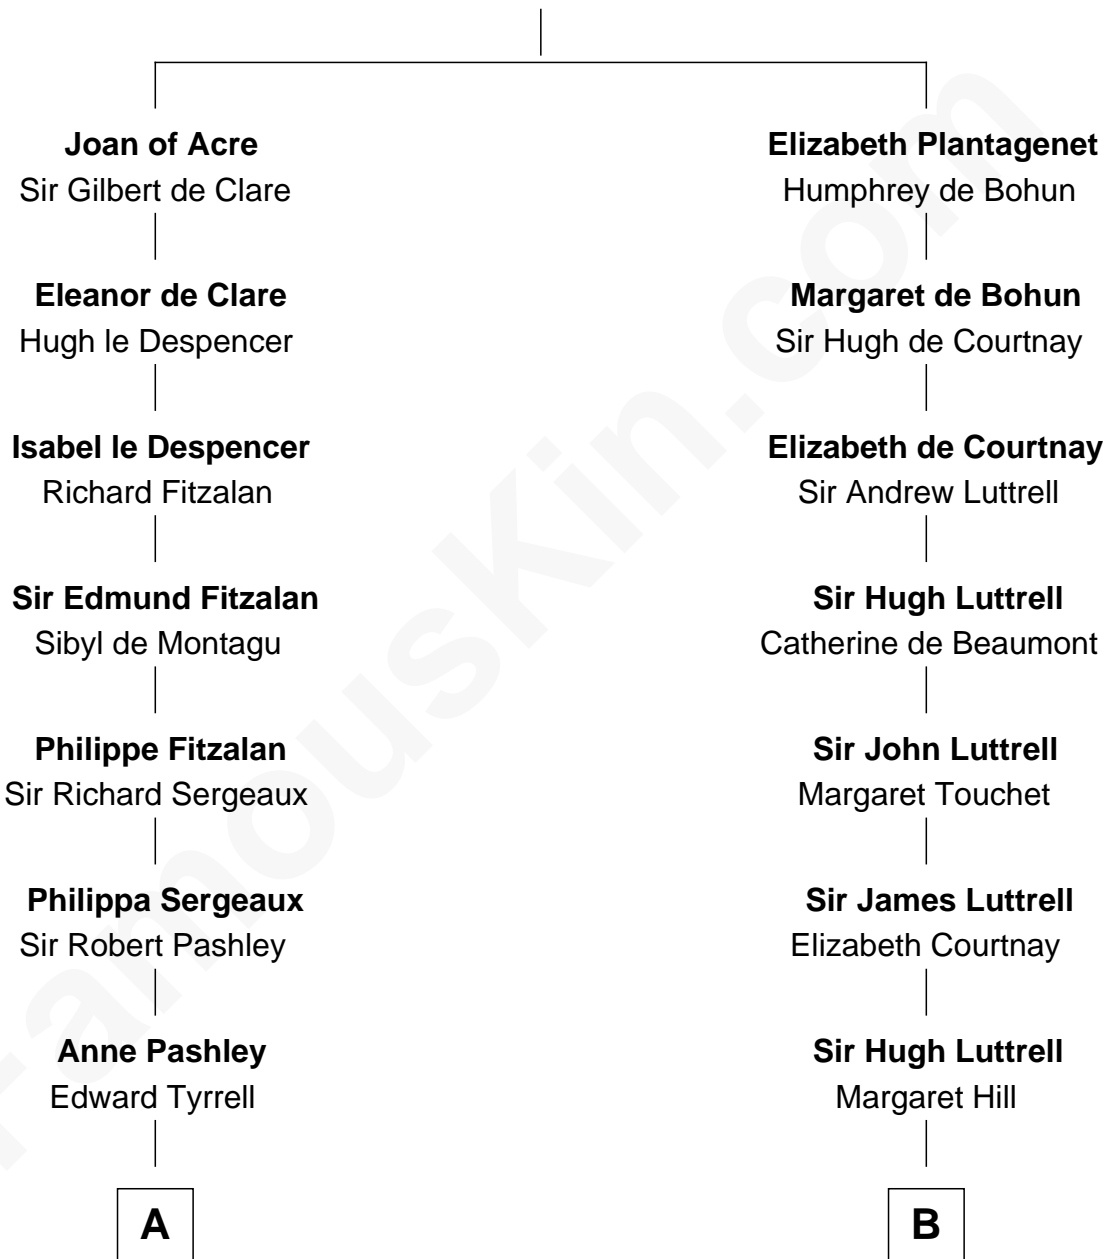 Joan of Acre
Sir Gilbert de Clare
Eleanor de Clare
Hugh le Despencer
Isabel le Despencer
Richard Fitzalan
Sir Edmund Fitzalan
Sibyl de Montagu
Philippe Fitzalan
Sir Richard Sergeaux
Philippa Sergeaux
Sir Robert Pashley
Anne Pashley
Edward Tyrrell
A
Elizabeth Plantagenet
Humphrey de Bohun
Margaret de Bohun
Sir Hugh de Courtnay
Elizabeth de Courtnay
Sir Andrew Luttrell
Sir Hugh Luttrell
Catherine de Beaumont
Sir John Luttrell
Margaret Touchet
Sir James Luttrell
Elizabeth Courtnay
Sir Hugh Luttrell
Margaret Hill
B
FamousKin.com